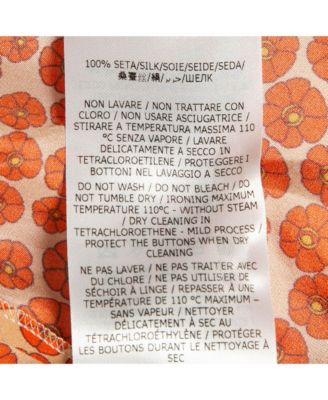 100% SETA/SILK/SOIE/SEIDE/SEDA/
桑蚕丝/絹/حرير/ШЕЛК
NON LAVARE / NON TRATTARE CON
CLORO / NON USARE ASCIUGATRICE /
STIRARE A TEMPERATURA MASSIMA 110
°C SENZA VAPORE / LAVARE
DELICATAMENTE A SECCO IN
TETRACLOROETILENE / PROTEGGERE I
BOTTONI NEL LAVAGGIO A SECCO
DO NOT WASH / DO NOT BLEACH / DO
NOT TUMBLE DRY / IRONING MAXIMUM
TEMPERATURE 110°C - WITHOUT STEAM
/ DRY CLEANING IN
TETRACHLOROETHENE - MILD PROCESS
/ PROTECT THE BUTTONS WHEN DRY
CLEANING
NE PAS LAVER / NE PAS TRAITER AVEC
DU CHLORE / NE PAS UTILISER DE
SÉCHOIR À LINGE / REPASSER À UNE
TEMPÉRATURE DE 110 °C MAXIMUM –
SANS VAPEUR / NETTOYER
DÉLICATEMENT À SEC AU
TÉTRACHLOROÉTHYLÈNE / PROTÉGER
LES BOUTONS DURANT LE NETTOYAGE À
SEC